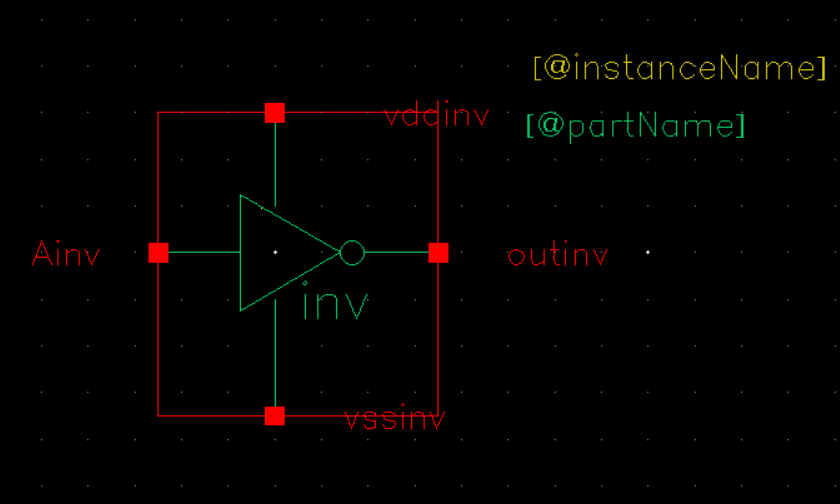 [@instanceName]
vddinv
[@partName]
Ainv
outinv
inv
vssinv